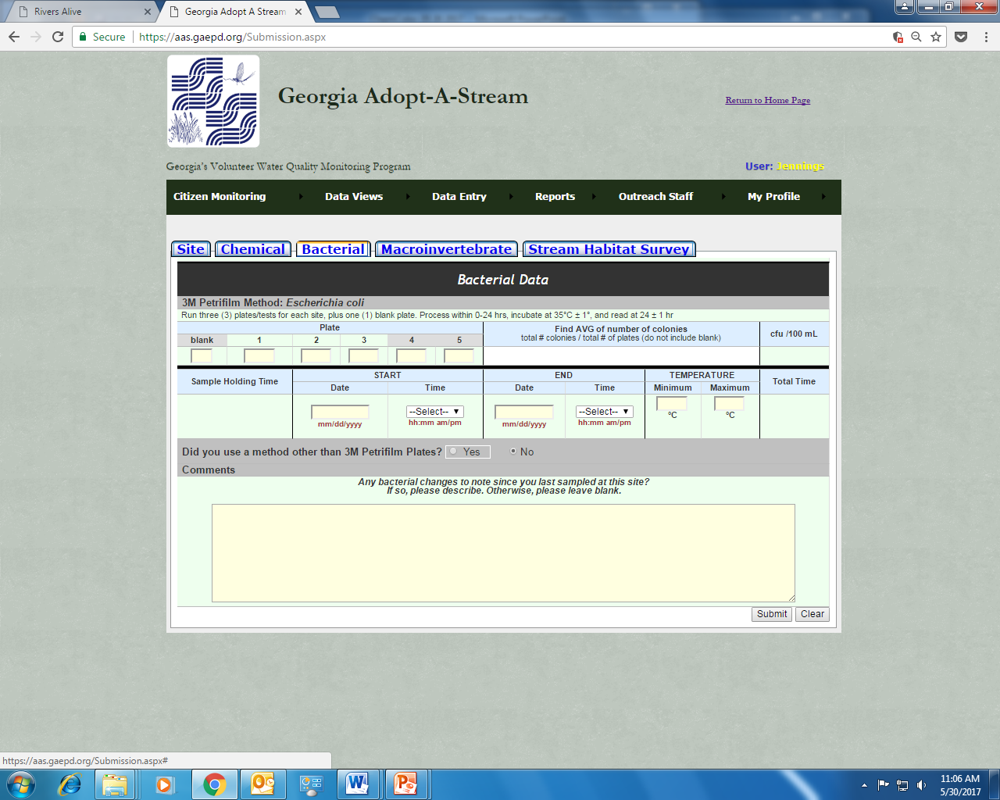 Rivers Alive
Georgia Adopt A Stream
Secure
https://aas.gaepd.org/Submission.aspx
Georgia Adopt-A-Stream
Return to Home Page
Georgia's Volunteer Water Quality Monitoring Program
User: Jennings
Citizen Monitoring Data Views Data Entry Reports Outreach Staff My Profile
Site Chemical Bacterial Macroinvertebrate Stream Habitat Survey
Bacterial Data
3M Petrifilm Method: Escherichia coli
Run three (3) plates/tests for each site, plus one (1) blank plate. Process within 0-24 hrs, incubate at 35°C ± 1°, and read at 24 ± 1 hr
Plate
Find AVG of number of colonies
total # colonies / total # of plates (do not include blank)
cfu /100 mL
blank 1 2 3 4 5
Sample Holding Time
START
END
TEMPERATURE
Total Time
Date Time Date Time Minimum Maximum
--Select-- --Select--
mm/dd/yyyy hh:mm am/pm mm/dd/yyyy hh:mm am/pm
°C °C
Did you use a method other than 3M Petrifilm Plates? Yes No
Comments
Any bacterial changes to note since you last sampled at this site?
If so, please describe. Otherwise, please leave blank.
Submit Clear
https://aas.gaepd.org/Submission.aspx#
11:06 AM
5/30/2017